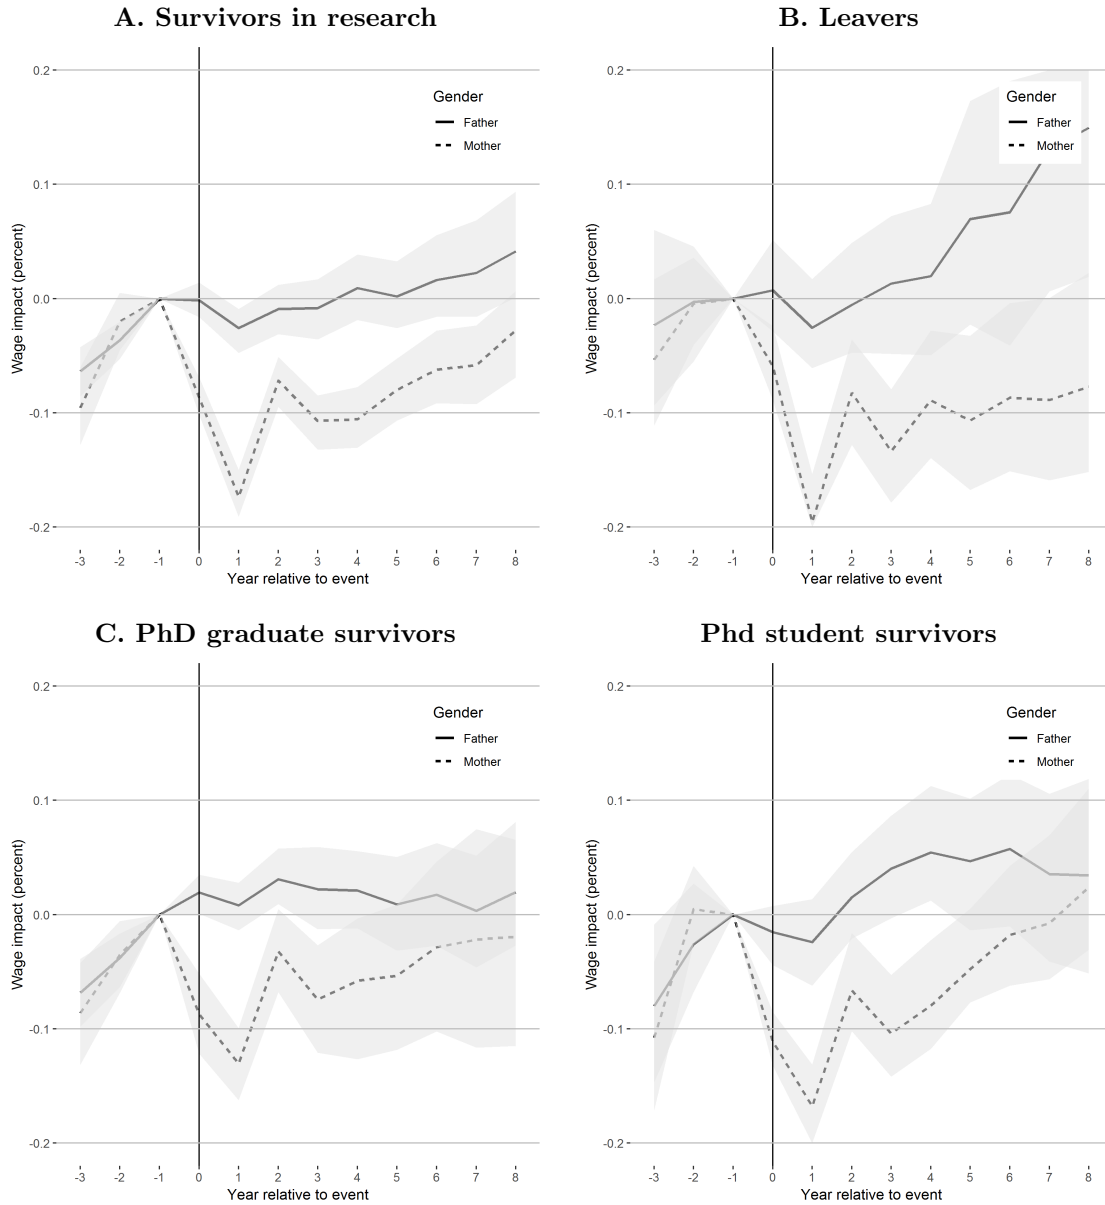 A. Survivors in research
Wage impact (percent)
0.2
0.1
0.0
-0.1
-0.2
Gender
Father
Mother
-3 -2 -1 0 1 2 3 4 5 6 7 8
Year relative to event
B. Leavers
Wage impact (percent)
0.2
0.1
0.0
-0.1
-0.2
Gender
Father
Mother
-3 -2 -1 0 1 2 3 4 5 6 7 8
Year relative to event
C. PhD graduate survivors
Wage impact (percent)
0.2
0.1
0.0
-0.1
-0.2
Gender
Father
Mother
-3 -2 -1 0 1 2 3 4 5 6 7 8
Year relative to event
Phd student survivors
Wage impact (percent)
0.2
0.1
0.0
-0.1
-0.2
Gender
Father
Mother
-3 -2 -1 0 1 2 3 4 5 6 7 8
Year relative to event